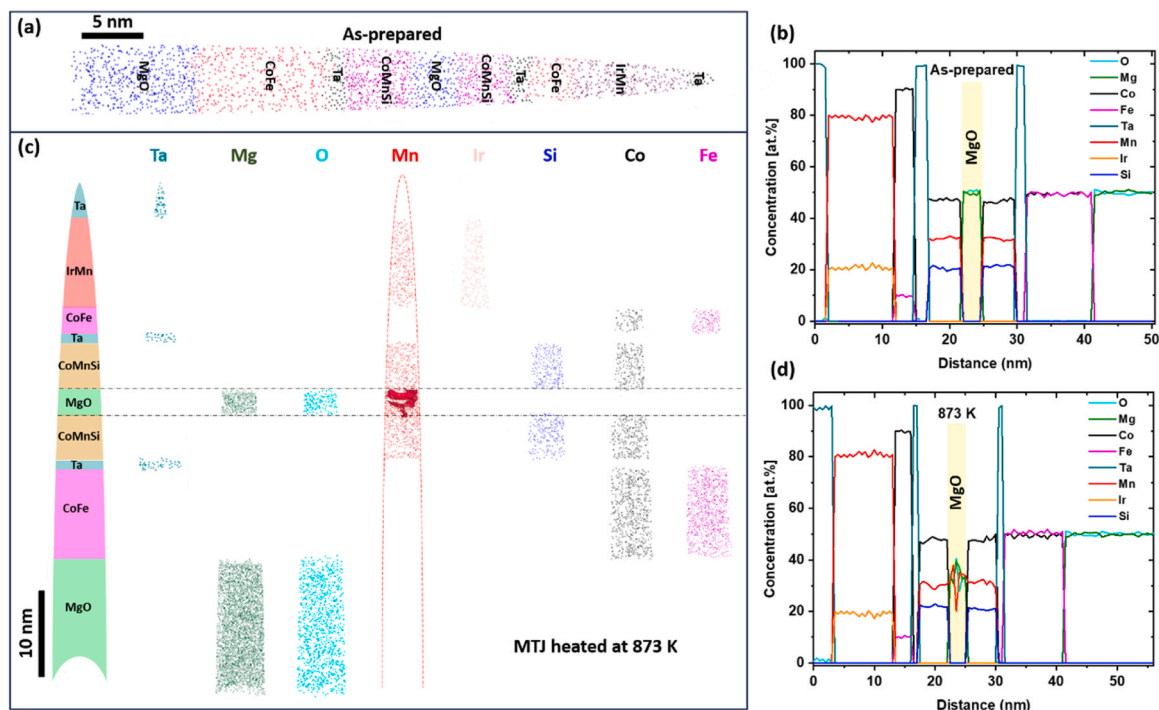 (a)
5 nm
As-prepared
MgO
CoFe
Ta
CoMnSi
MgO
CoMnSi
Ta
CoFe
IrMn
Ta
(b)
As-prepared
MgO
O
Mg
Co
Fe
Ta
Mn
Ir
Si
Concentration [at.%]
100
80
60
40
20
0
0 10 20 30 40 50
Distance (nm)
(c)
Ta Mg O Mn Ir Si Co Fe
Ta
IrMn
CoFe
Ta
CoMnSi
MgO
CoMnSi
Ta
CoFe
MgO
10 nm
MTJ heated at 873 K
(d)
873 K
MgO
O
Mg
Co
Fe
Ta
Mn
Ir
Si
Concentration [at.%]
100
80
60
40
20
0
0 10 20 30 40 50
Distance (nm)